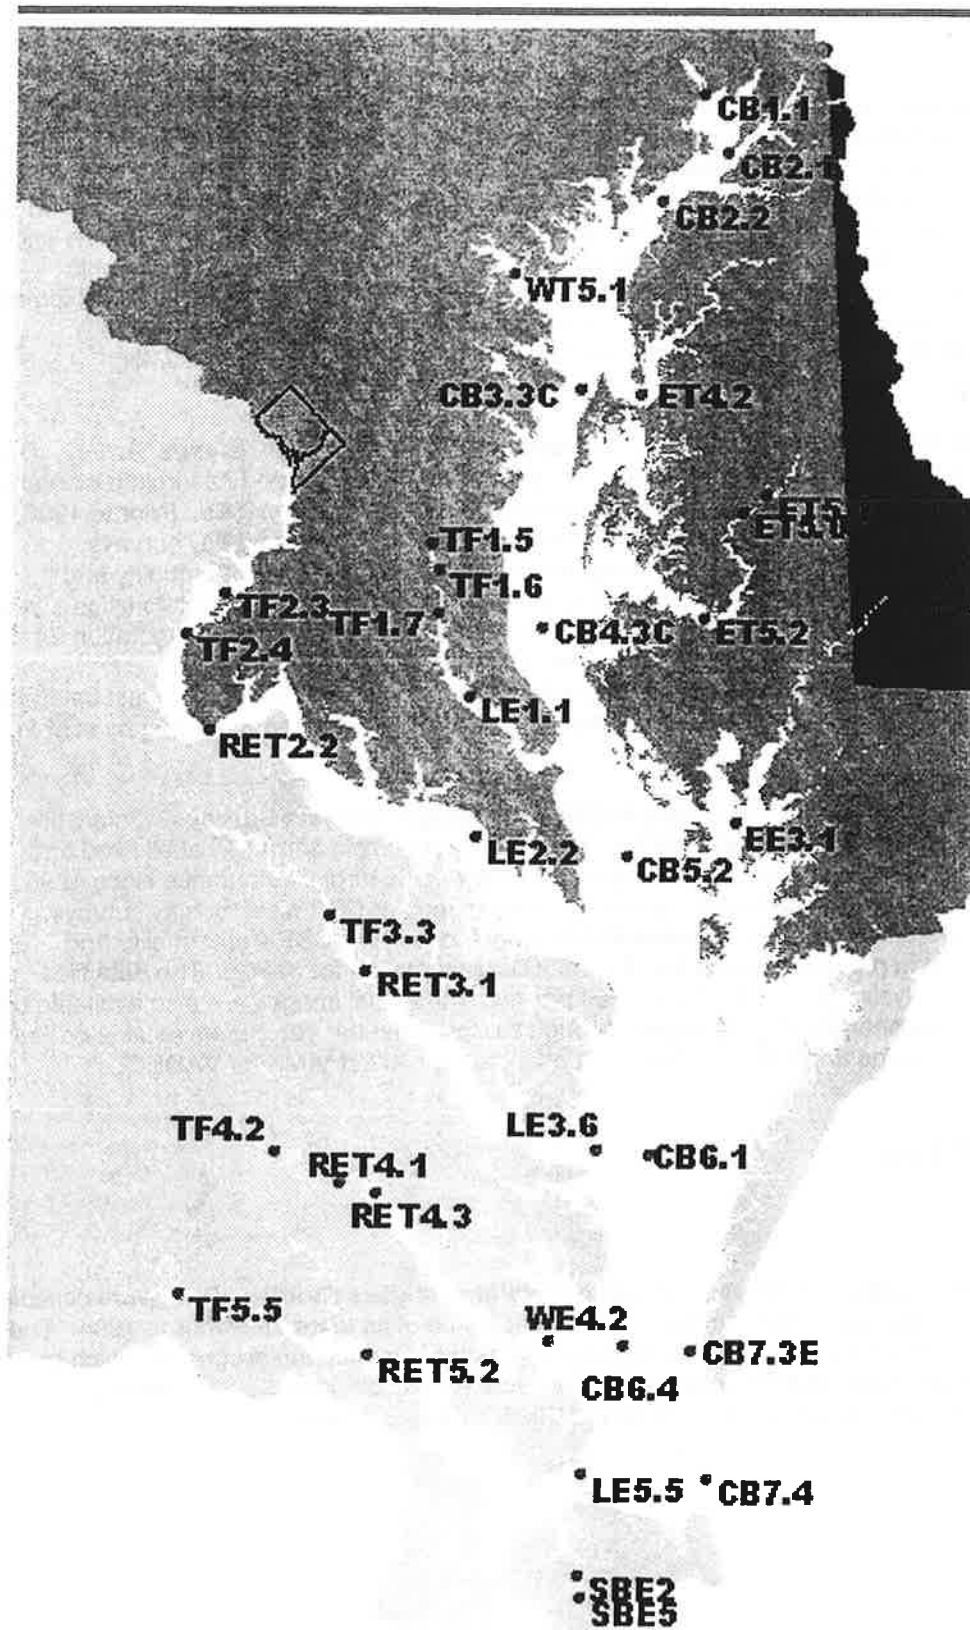 CB1.1
CB2.1
CB2.2
WT5.1
CB3.3C
ET4.2
TF1.5
TF1.6
TF2.3
TF1.7
CB4.3C
ET5.2
TF2.4
LE1.1
RET2.2
EE3.1
LE2.2
CB5.2
TF3.3
RET3.1
TF4.2
LE3.6
CB6.1
RET4.1
RET4.3
TF5.5
WE4.2
CB7.3E
RET5.2
CB6.4
LE5.5
CB7.4
SBE2
SBE5